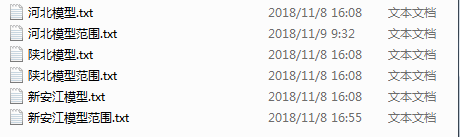 河北模型.txt 2018/11/8 16:08 文本文档
河北模型范围.txt 2018/11/9 9:32 文本文档
陕北模型.txt 2018/11/8 16:08 文本文档
陕北模型范围.txt 2018/11/8 16:08 文本文档
新安江模型.txt 2018/11/8 16:08 文本文档
新安江模型范围.txt 2018/11/8 16:55 文本文档